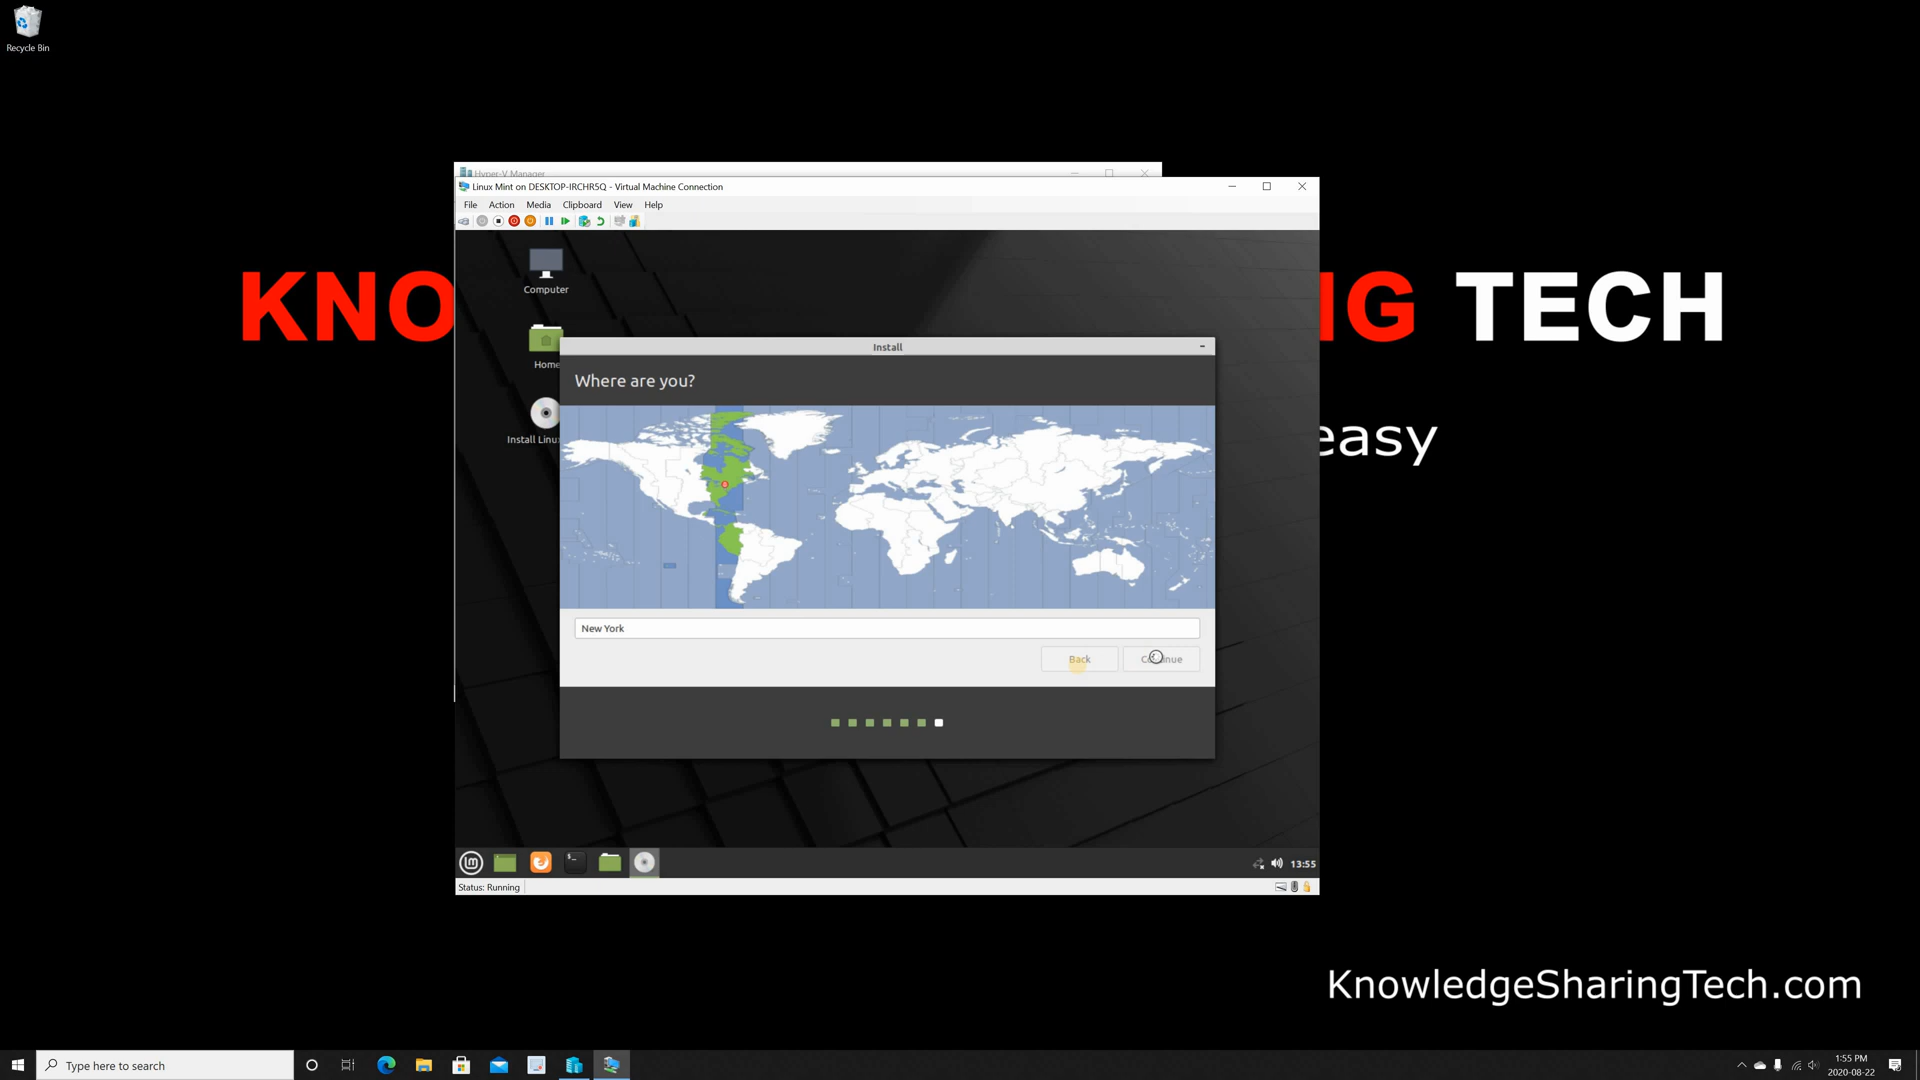 Recycle Bin
Hyper-V Manager
Linux Mint on DESKTOP-IRCHR5Q - Virtual Machine Connection
File Action Media Clipboard View Help
Computer
KNO
G TECH
Home
Install
Where are you?
Install Linu
easy
New York
Back
Continue
13:55
Status: Running
KnowledgeSharingTech.com
Type here to search
1:55 PM
2020-08-22